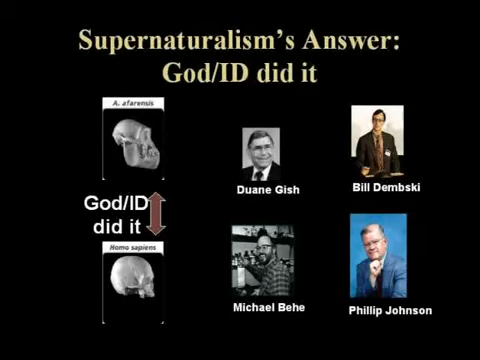 Supernaturalism's Answer:
God/ID did it
A. afarensis
God/ID
did it
Homo sapiens
Duane Gish
Bill Dembski
Michael Behe
Phillip Johnson